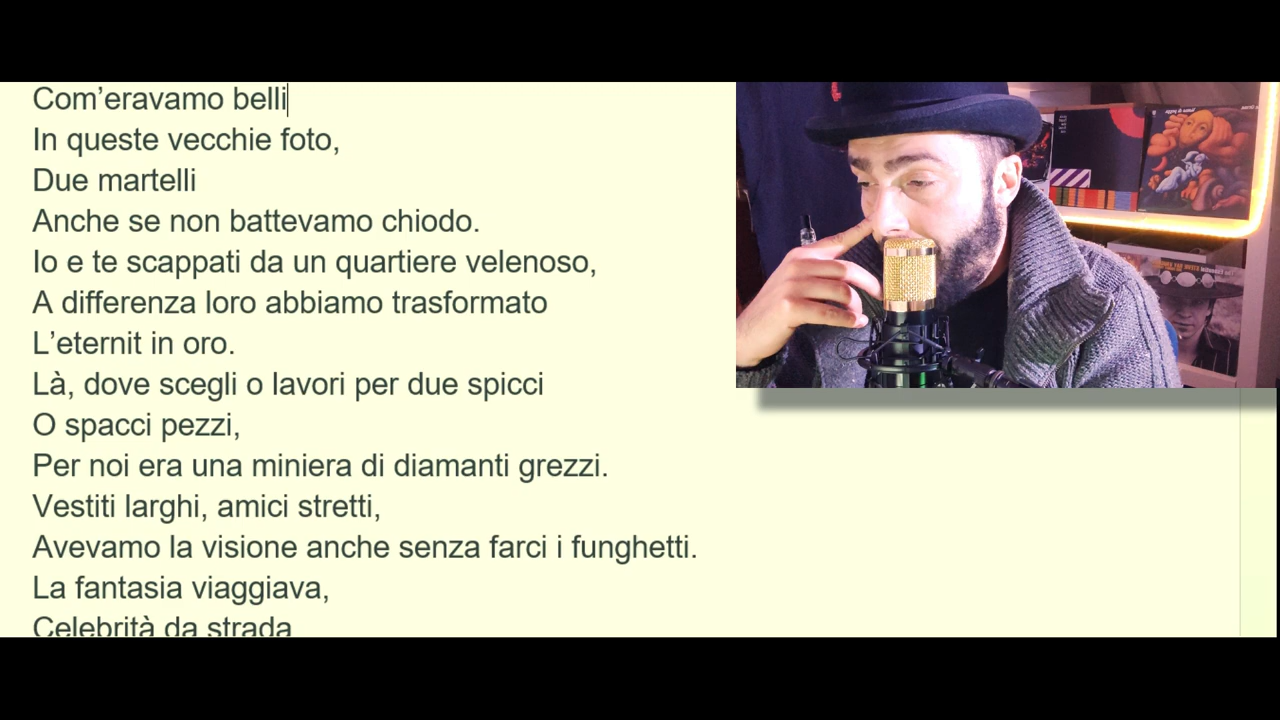 Com’eravamo belli
In queste vecchie foto,
Due martelli
Anche se non battevamo chiodo.
Io e te scappati da un quartiere velenoso,
A differenza loro abbiamo trasformato
L’eternit in oro.
Là, dove scegli o lavori per due spicci
O spacci pezzi,
Per noi era una miniera di diamanti grezzi.
Vestiti larghi, amici stretti,
Avevamo la visione anche senza farci i funghetti.
La fantasia viaggiava,
Celebrità da strada